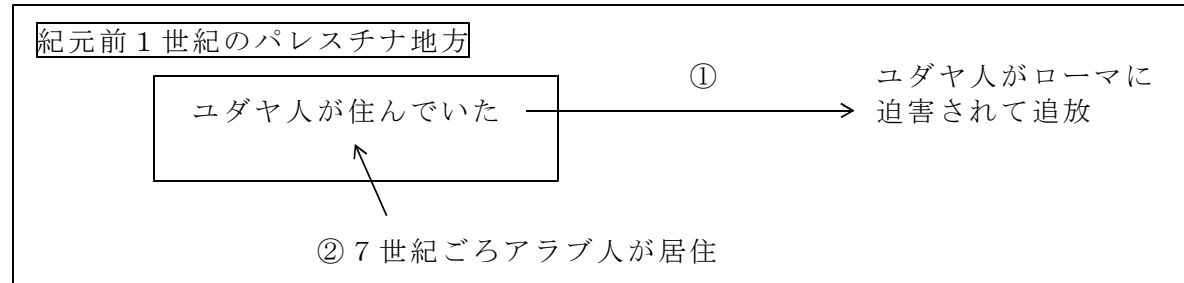 紀元前１世紀のパレスチナ地方
ユダヤ人が住んでいた
①
ユダヤ人がローマに
迫害されて追放
②７世紀ごろアラブ人が居住